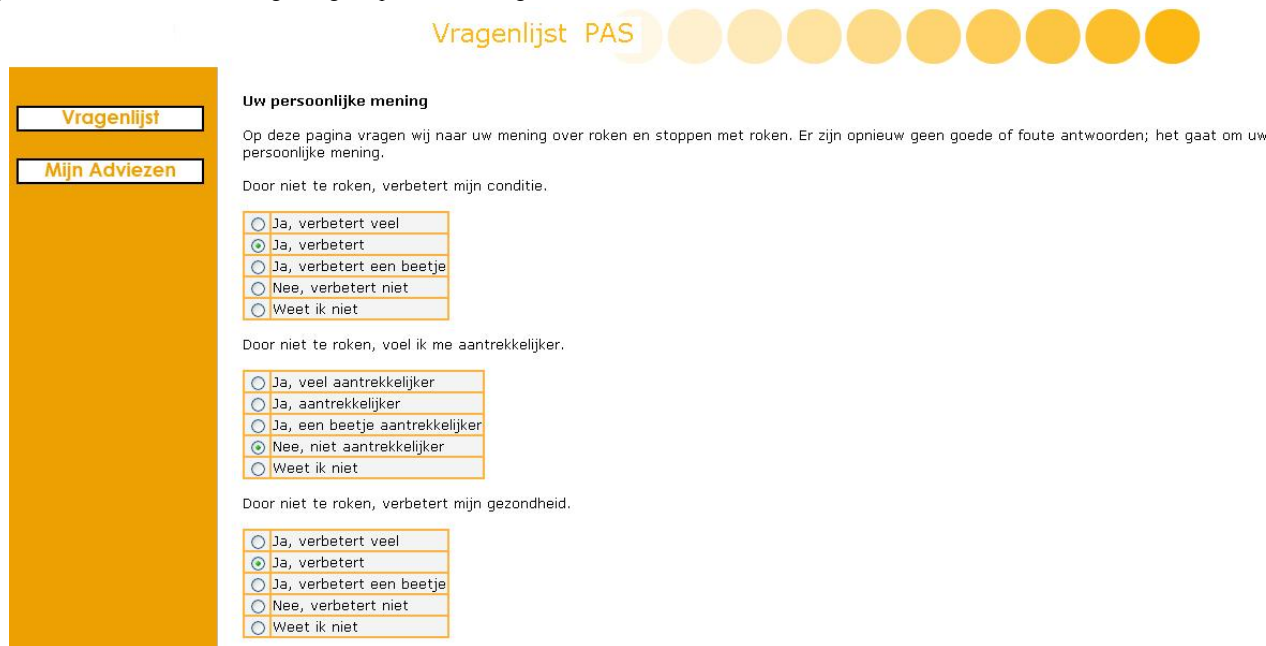 Vragenlijst PAS
Vragenlijst
Mijn Adviezen
Uw persoonlijke mening
Op deze pagina vragen wij naar uw mening over roken en stoppen met roken. Er zijn opnieuw geen goede of foute antwoorden; het gaat om uw
persoonlijke mening.
Door niet te roken, verbetert mijn conditie.
Ja, verbetert veel
Ja, verbetert
Ja, verbetert een beetje
Nee, verbetert niet
Weet ik niet
Door niet te roken, voel ik me aantrekkelijker.
Ja, veel aantrekkelijker
Ja, aantrekkelijker
Ja, een beetje aantrekkelijker
Nee, niet aantrekkelijker
Weet ik niet
Door niet te roken, verbetert mijn gezondheid.
Ja, verbetert veel
Ja, verbetert
Ja, verbetert een beetje
Nee, verbetert niet
Weet ik niet